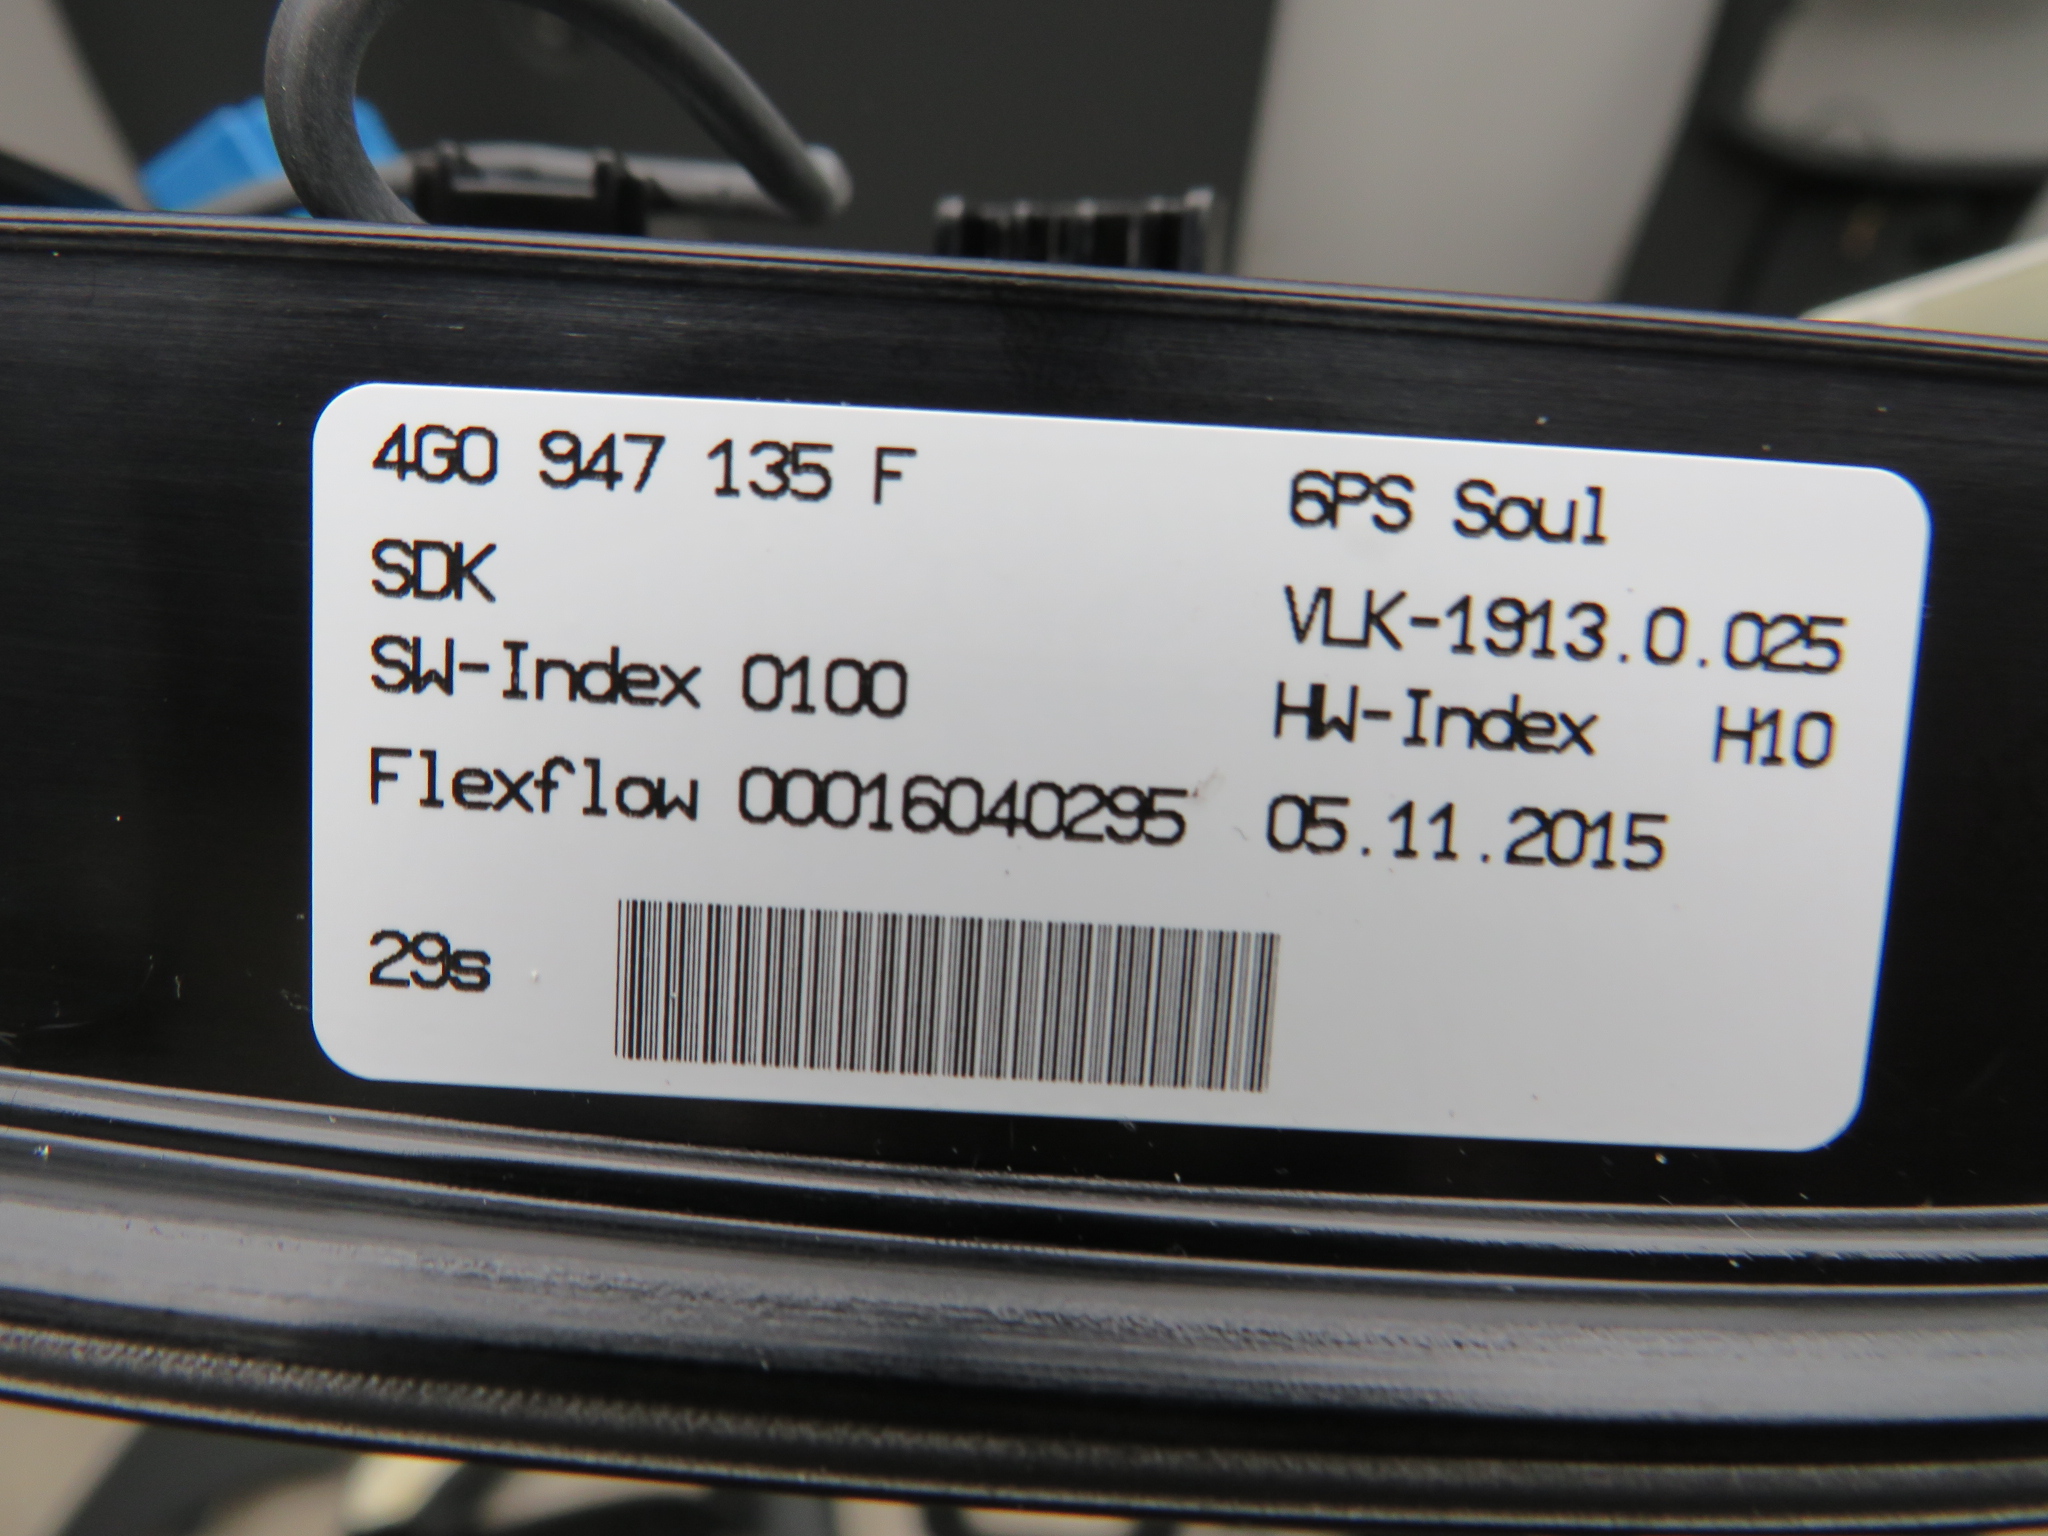 4G0 947 135 F 6PS Soul
SDK VLK-1913.0.025
SW-Index 0100 HW-Index H10
Flexflow 00016040295 05.11.2015
29s